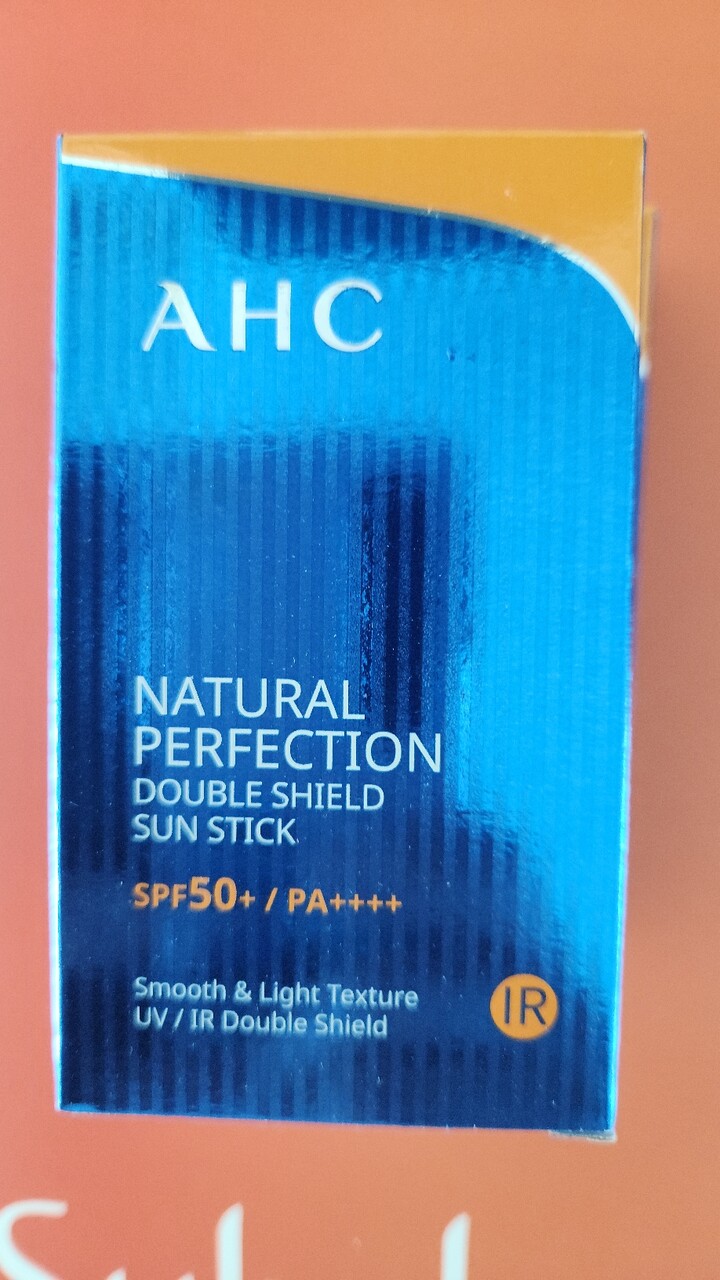 AHC
NATURAL
PERFECTION
DOUBLE SHIELD
SUN STICK
SPF50+ / PA++++
Smooth & Light Texture
UV / IR Double Shield
IR